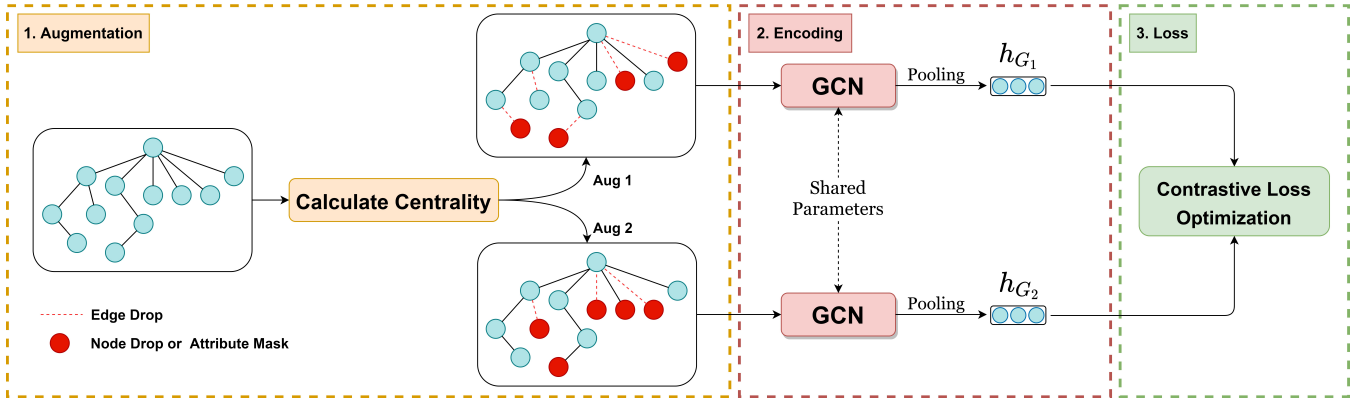 1. Augmentation
Calculate Centrality
Aug 1
Aug 2
Edge Drop
Node Drop or Attribute Mask
2. Encoding
GCN
Pooling
h_{G_1}
Shared
Parameters
GCN
Pooling
h_{G_2}
3. Loss
Contrastive Loss
Optimization